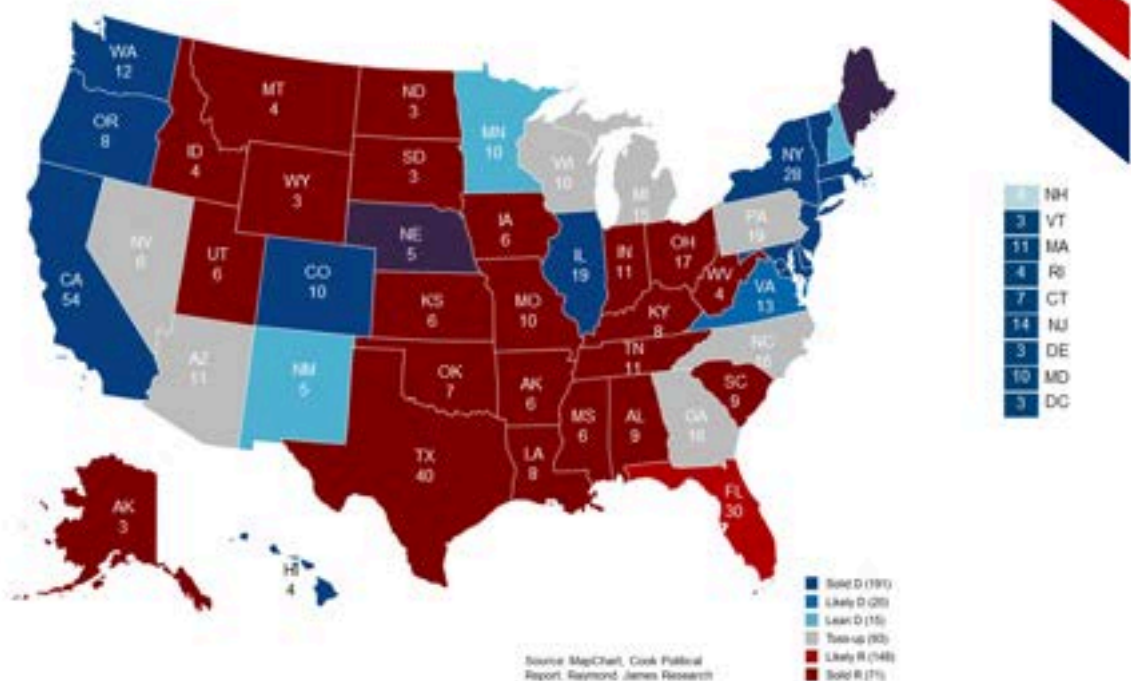 WA
12
OR
8
CA
54
NV
6
ID
4
MT
4
WY
3
UT
6
AZ
11
CO
10
NM
5
ND
3
SD
3
NE
5
KS
6
OK
7
TX
40
MN
10
IA
6
MO
10
AK
6
LA
8
WI
10
IL
19
MI
15
IN
11
OH
17
KY
8
TN
11
MS
6
AL
9
GA
16
FL
30
SC
9
NC
16
VA
13
WV
4
PA
19
NY
28
AK
3
HI
4
NH
3 VT
11 MA
4 RI
7 CT
14 NJ
3 DE
10 MD
3 DC
Solid D (191)
Likely D (20)
Lean D (15)
Toss-up (93)
Likely R (148)
Solid R (71)
Source: MapChart, Cook Political
Report, Raymond James Research